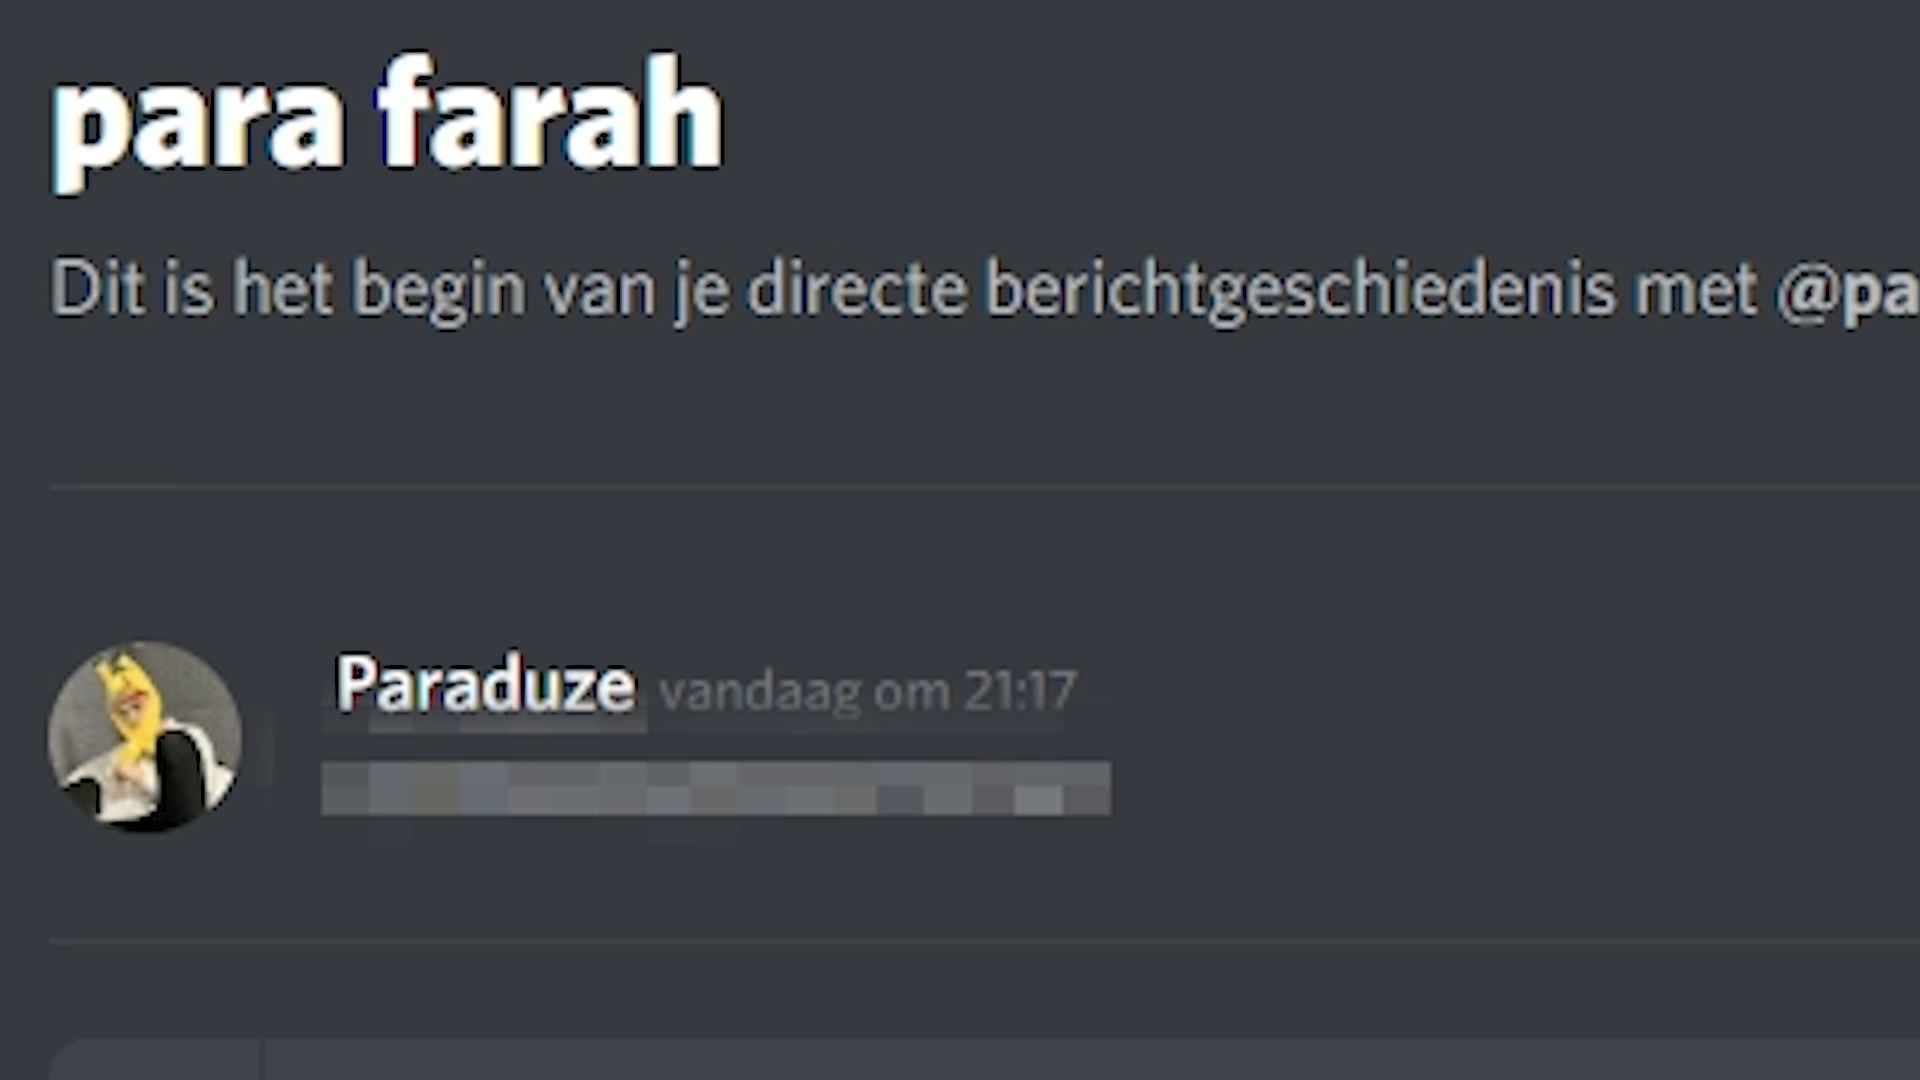 para farah
Dit is het begin van je directe berichtgeschiedenis met @pa
Paraduze vandaag om 21:17